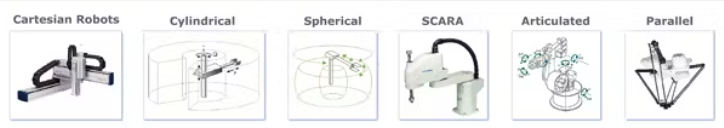 Cartesian Robots
Cylindrical
Spherical
SCARA
Articulated
Parallel